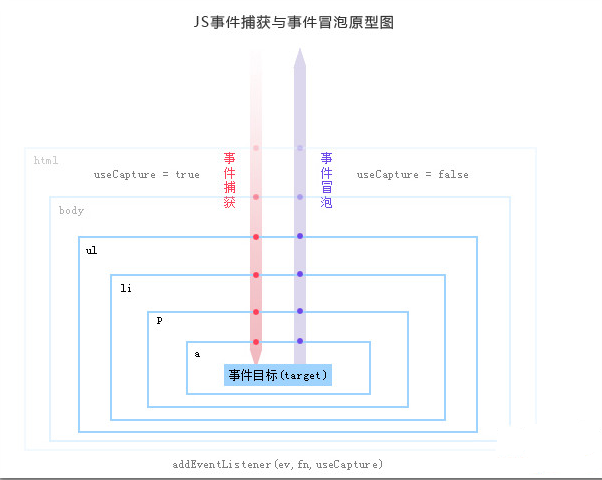 JS事件捕获与事件冒泡原型图
html
useCapture = true
事件捕获
事件冒泡
useCapture = false
body
ul
li
p
a
事件目标(target)
addEventListener(ev,fn,useCapture)